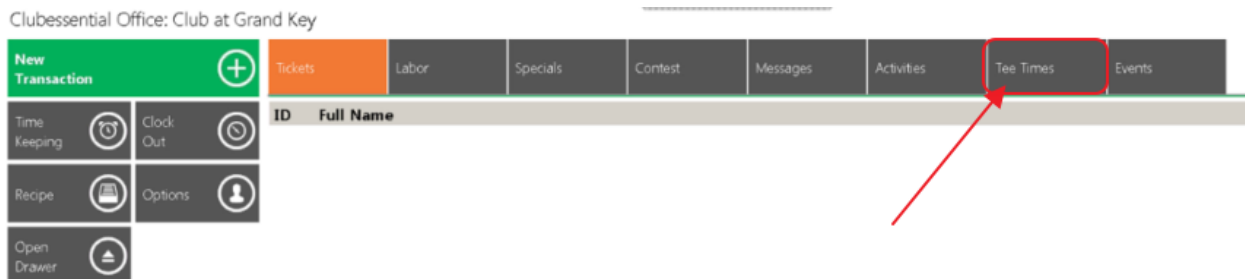 Clubessential Office: Club at Grand Key
New
Transaction
Tickets
Labor
Specials
Contest
Messages
Activities
Tee Times
Events
Time
Keeping
Clock
Out
ID Full Name
Recipe
Options
Open
Drawer